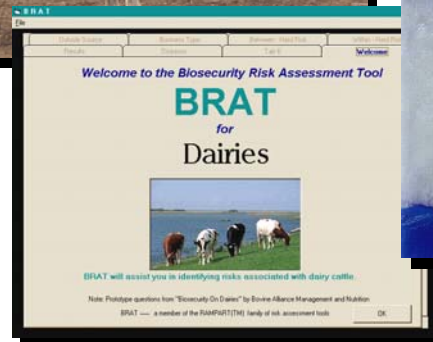 BRAT
File
Outside Source
Business Type
Between - Herd Risk
Results
Diseases
Tab 6
Welcome
Welcome to the Biosecurity Risk Assessment Tool
BRAT
for
Dairies
BRAT will assist you in identifying risks associated with dairy cattle.
Note: Prototype questions from "Biosecurity On Dairies" by Bovine Alliance Management and Nutrition
BRAT — a member of the RAMPART(TM) family of risk assessment tools
OK